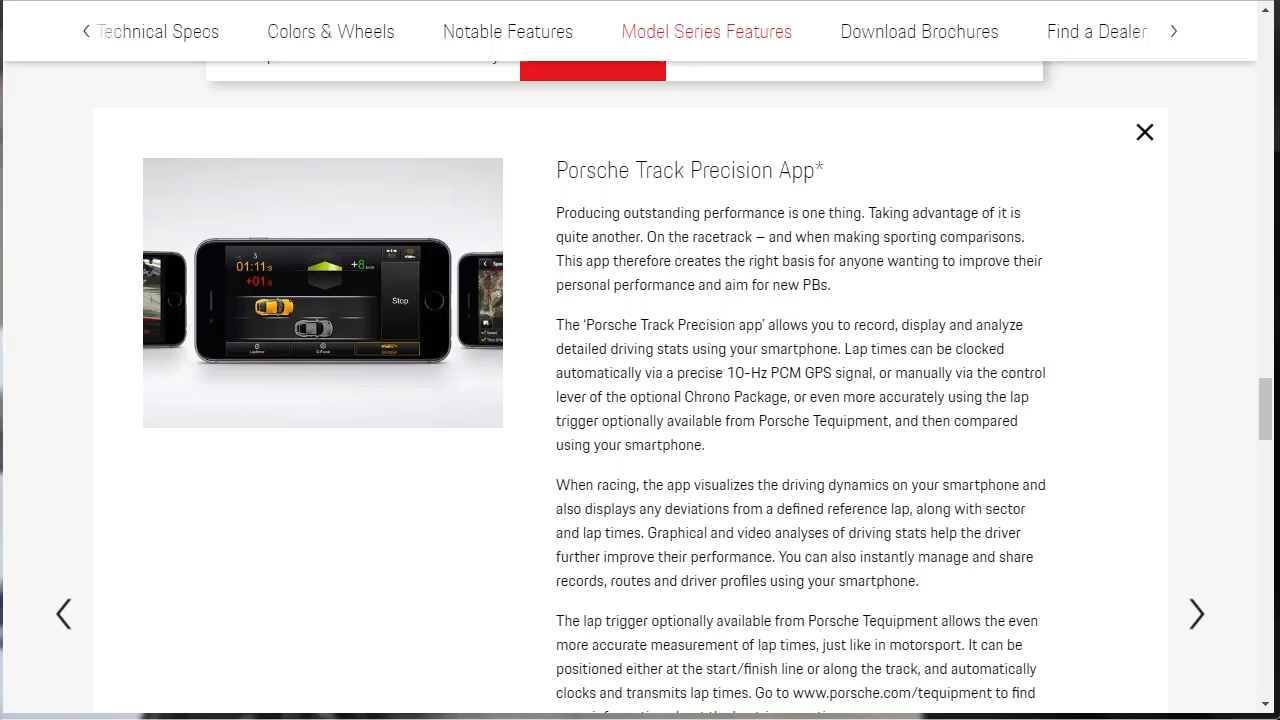 Technical Specs
Colors & Wheels
Notable Features
Model Series Features
Download Brochures
Find a Dealer
Porsche Track Precision App*
Producing outstanding performance is one thing. Taking advantage of it is
quite another. On the racetrack – and when making sporting comparisons.
This app therefore creates the right basis for anyone wanting to improve their
personal performance and aim for new PBs.
The ‘Porsche Track Precision app’ allows you to record, display and analyze
detailed driving stats using your smartphone. Lap times can be clocked
automatically via a precise 10-Hz PCM GPS signal, or manually via the control
lever of the optional Chrono Package, or even more accurately using the lap
trigger optionally available from Porsche Tequipment, and then compared
using your smartphone.
When racing, the app visualizes the driving dynamics on your smartphone and
also displays any deviations from a defined reference lap, along with sector
and lap times. Graphical and video analyses of driving stats help the driver
further improve their performance. You can also instantly manage and share
records, routes and driver profiles using your smartphone.
The lap trigger optionally available from Porsche Tequipment allows the even
more accurate measurement of lap times, just like in motorsport. It can be
positioned either at the start/finish line or along the track, and automatically
clocks and transmits lap times. Go to www.porsche.com/tequipment to find
3
01:11:9
+01:9
+8
Stop